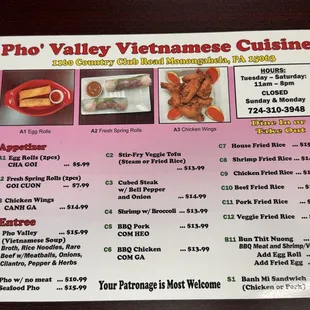 Pho' Valley Vietnamese Cuisine
1160 Country Club Road Monongahela, PA 15063
HOURS:
Tuesday - Saturday:
11am – 8pm
CLOSED
Sunday & Monday
724-310-3948
Dine In or
Take Out
A1 Egg Rolls
A2 Fresh Spring Rolls
A3 Chicken Wings
Appetizer
A1 Egg Rolls (2pcs)
CHA GOI ... $5.99
2 Fresh Spring Rolls (2pcs)
GOI CUON ... $7.99
3 Chicken Wings
CANH GA ... $14.99
Entree
Pho Valley ... $15.99
(Vietnamese Soup)
Broth, Rice Noodles, Rare
Beef w/Meatballs, Onions,
Cilantro, Pepper & Herbs
Pho w/ no meat ... $10.99
Seafood Pho ... $15.99
C2 Stir-Fry Veggie Tofu
(Steam or Fried Rice)
... $13.99
C3 Cubed Steak
w/ Bell Pepper
and Onion ... $14.99
C4 Shrimp w/ Broccoli ... $13.99
C5 BBQ Pork ... $13.99
COM HEO
C6 BBQ Chicken ... $13.99
COM GA
Your Patronage is Most Welcome
C7 House Fried Rice
C8 Shrimp Fried Rice
C9 Chicken Fried Rice
C10 Beef Fried Rice
C11 Pork Fried Rice
C12 Veggie Fried Rice
B11 Bun Thit Nuong
BBQ Meat and Shrimp/V
Add Egg Roll
Add Fried Egg
S1 Banh Mi Sandwich
(Chicken or Pork)